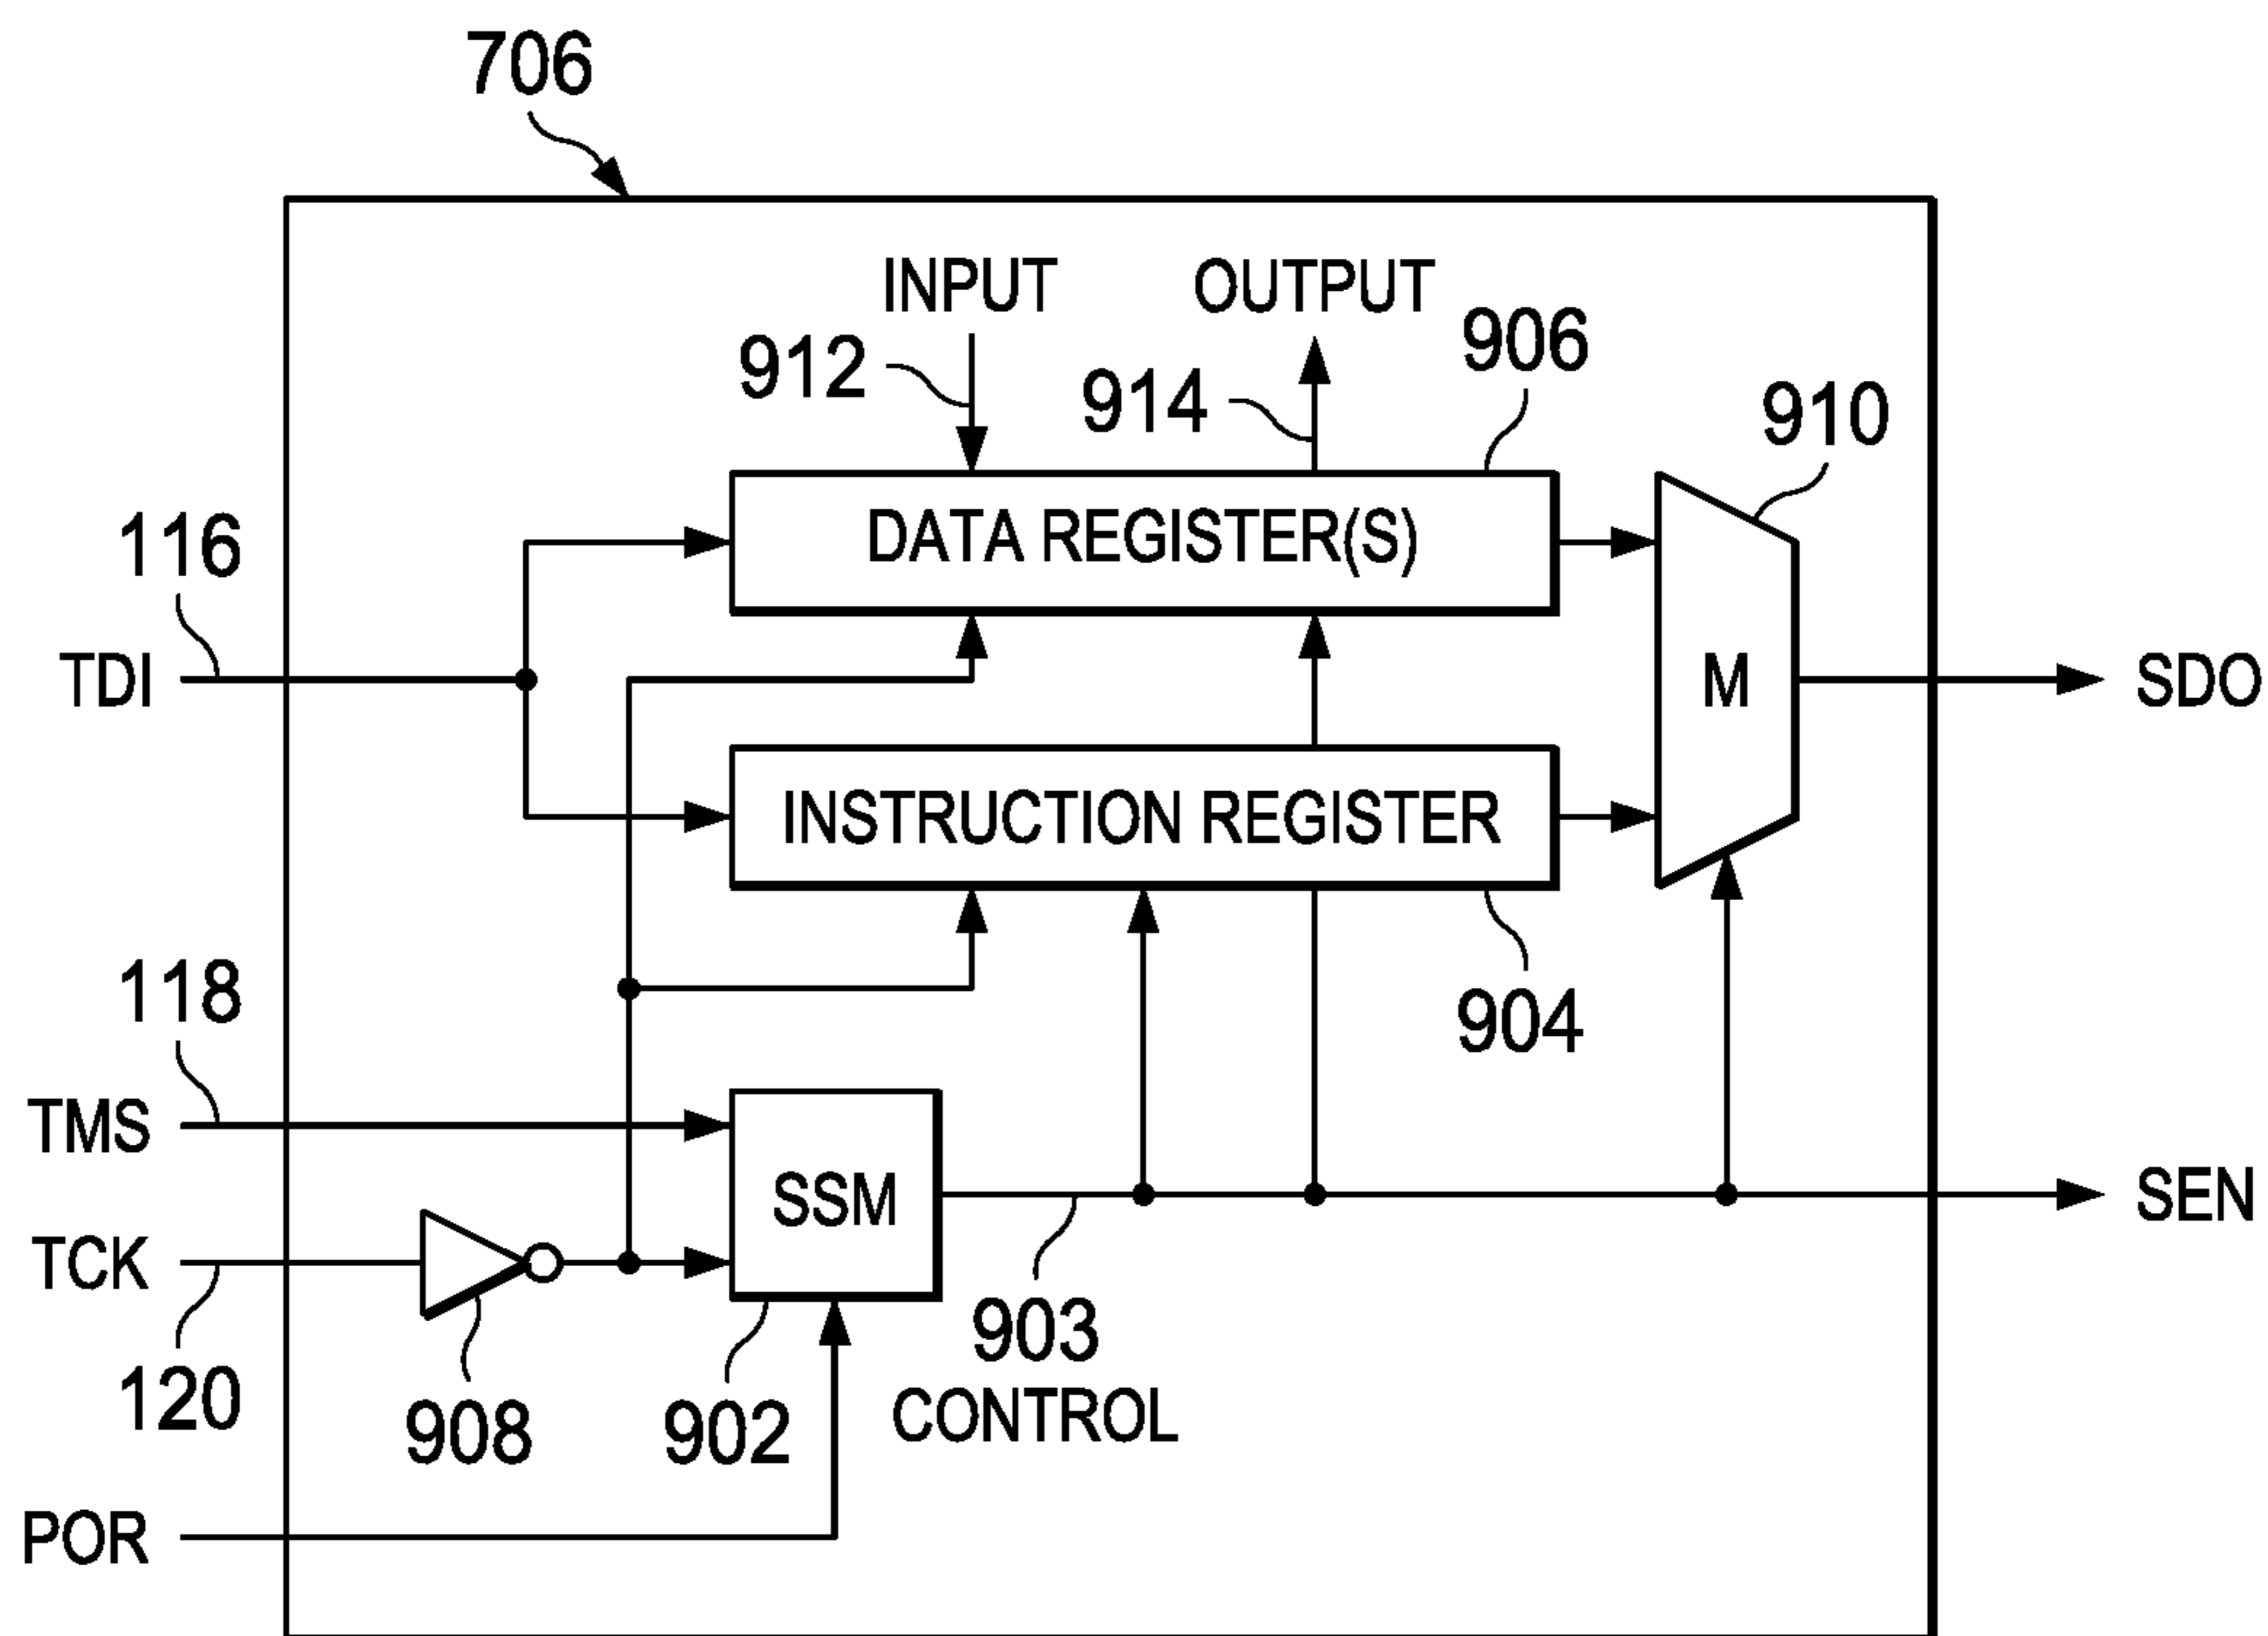 706
INPUT
OUTPUT
912
914
906
910
116
DATA REGISTER(S)
TDI
M
SDO
INSTRUCTION REGISTER
118
904
TMS
SSM
SEN
TCK
903
120
908
902
CONTROL
POR